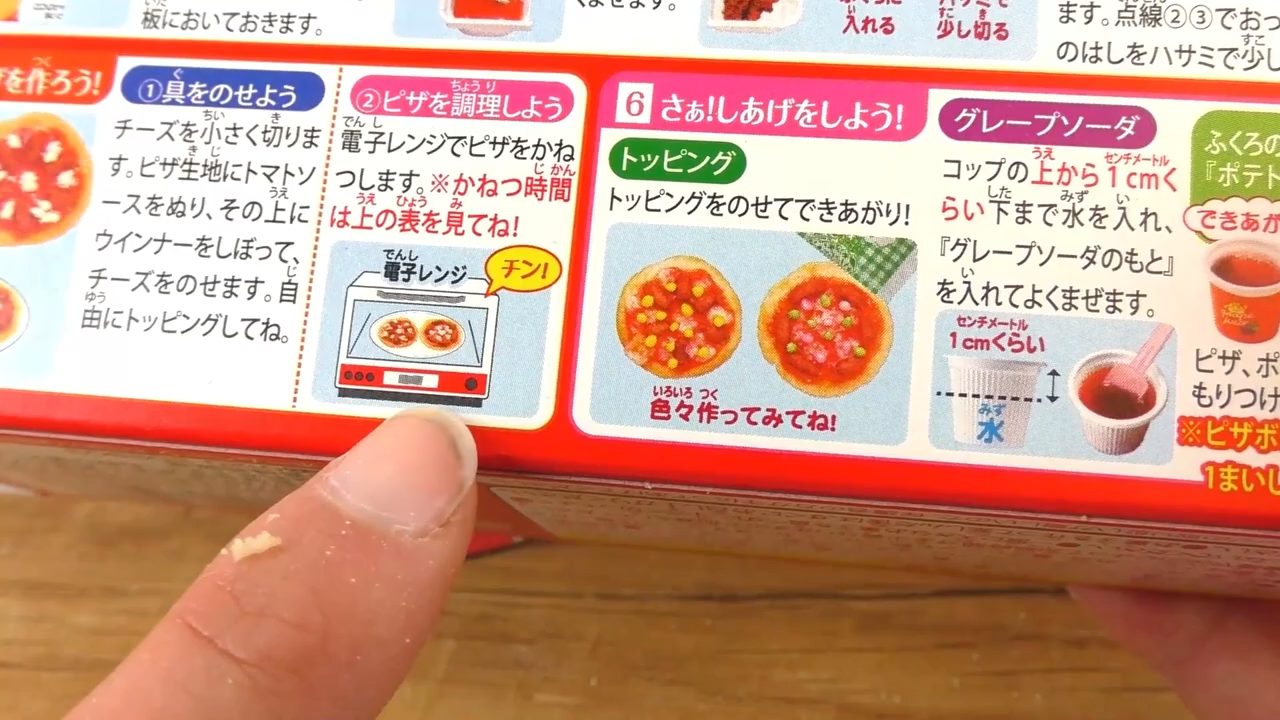 板においておきます。
入れる
少し切る
ます。点線②③でおっ
のはしをハサミで少し
を作ろう!
①具をのせよう
チーズを小さく切りま
す。ピザ生地にトマトソ
ースをぬり、その上に
ウインナーをしぼって、
チーズをのせます。自
由にトッピングしてね。
②ピザを調理しよう
電子レンジでピザをかね
つします。※かねつ時間
は上の表を見てね!
電子レンジ
チン!
6 さぁ!しあげをしよう!
トッピング
トッピングをのせてできあがり!
色々作ってみてね!
グレープソーダ
コップの上から1cmく
らい下まで水を入れ、
『グレープソーダのもと』
を入れてよくまぜます。
センチメートル
1cmくらい
水
ふくろの
『ポテト
できあが
ピザ、ポ
もりつけ
※ピザボ
1まいし